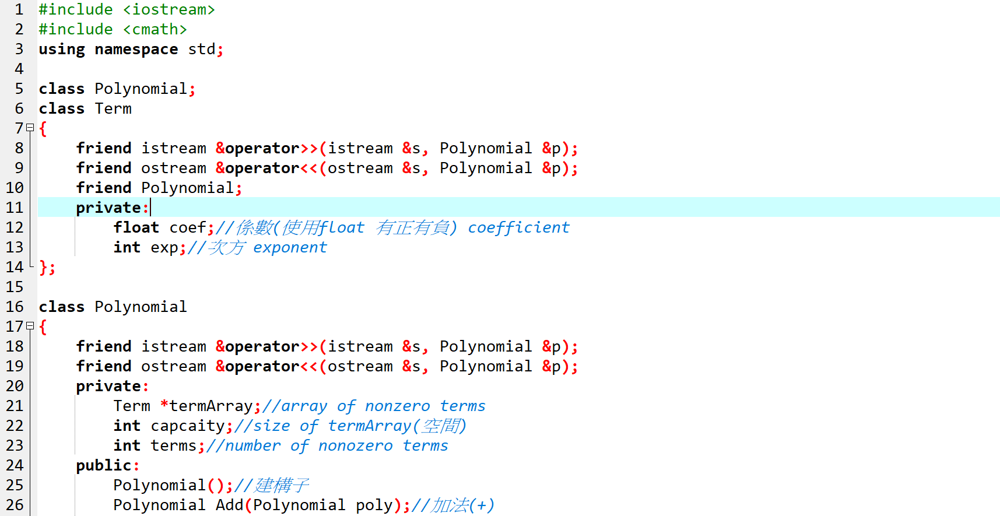 1 #include <iostream>
2 #include <cmath>
3 using namespace std;
4
5 class Polynomial;
6 class Term
7 {
8 friend istream &operator>>(istream &s, Polynomial &p);
9 friend ostream &operator<<(ostream &s, Polynomial &p);
10 friend Polynomial;
11 private:
12 float coef;//係數(使用float 有正有負) coefficient
13 int exp;//次方 exponent
14 };
15
16 class Polynomial
17 {
18 friend istream &operator>>(istream &s, Polynomial &p);
19 friend ostream &operator<<(ostream &s, Polynomial &p);
20 private:
21 Term *termArray;//array of nonzero terms
22 int capcaity;//size of termArray(空間)
23 int terms;//number of nonozero terms
24 public:
25 Polynomial();//建構子
26 Polynomial Add(Polynomial poly);//加法(+)